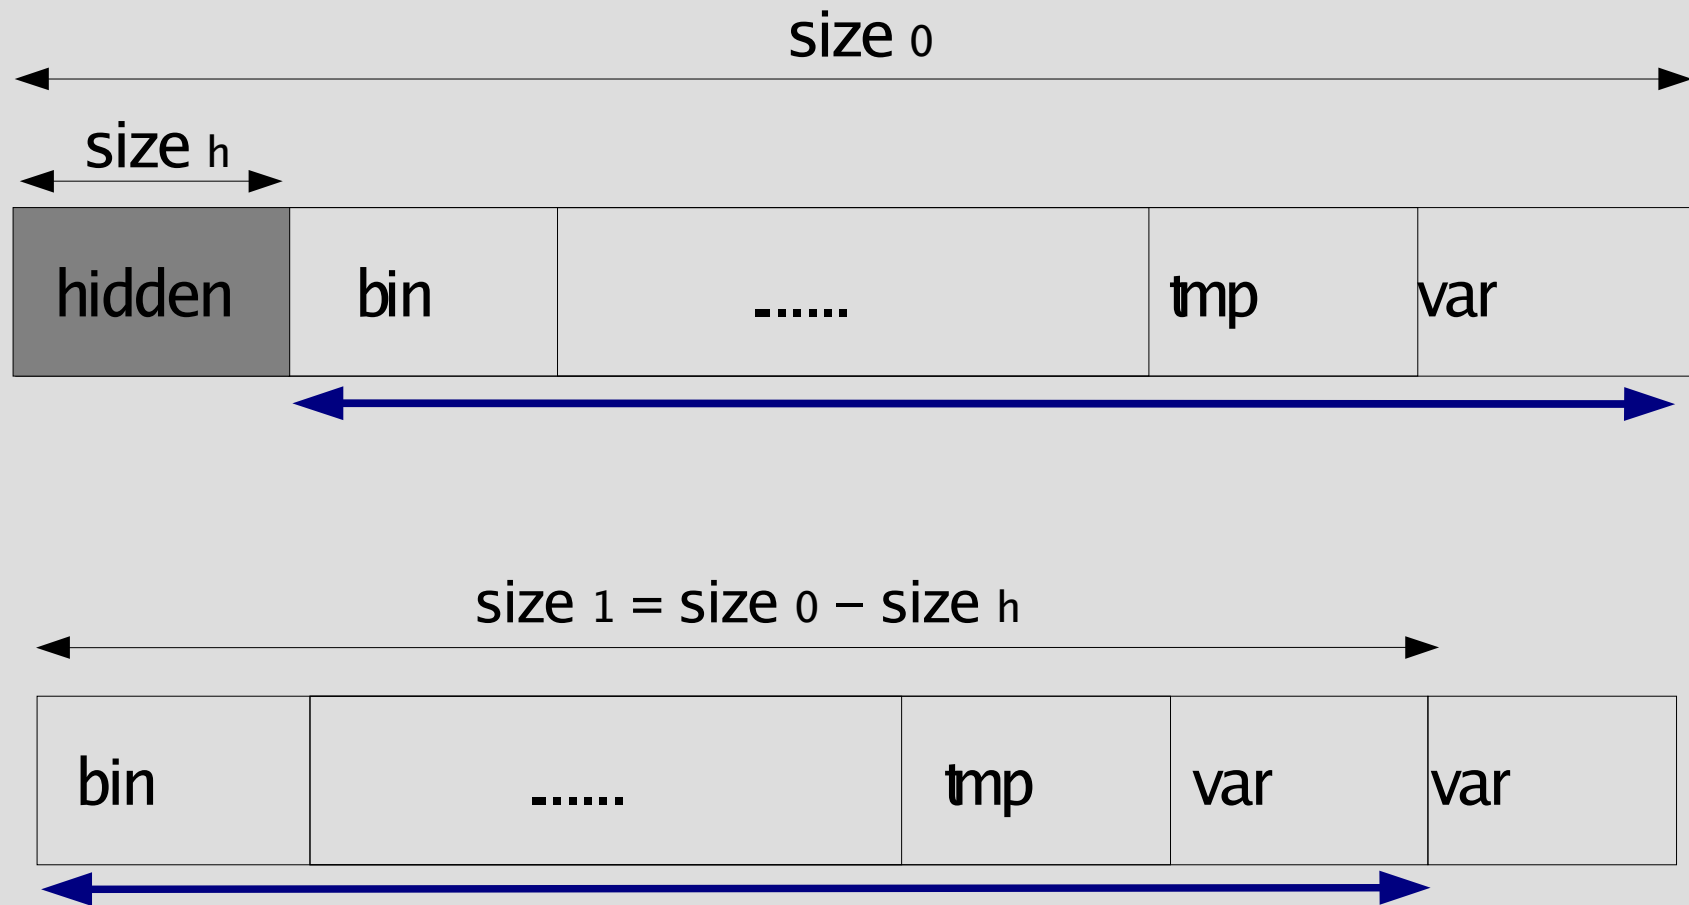 size 0
size h
hidden bin ...... tmp var
size 1 = size 0 – size h
bin ...... tmp var var